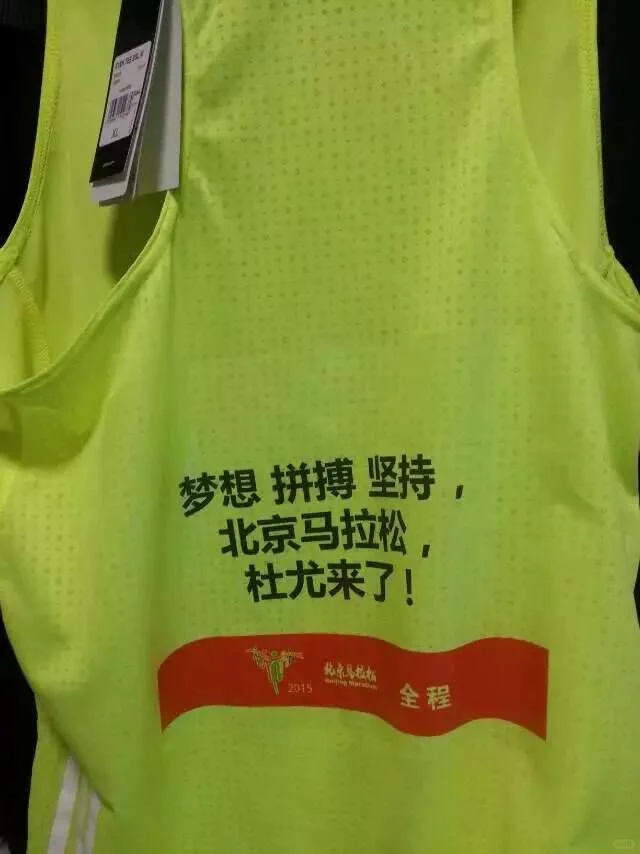 XL
梦想 拼搏 坚持，
北京马拉松，
杜尤来了！
2015
北京马拉松
Beijing Marathon
全程